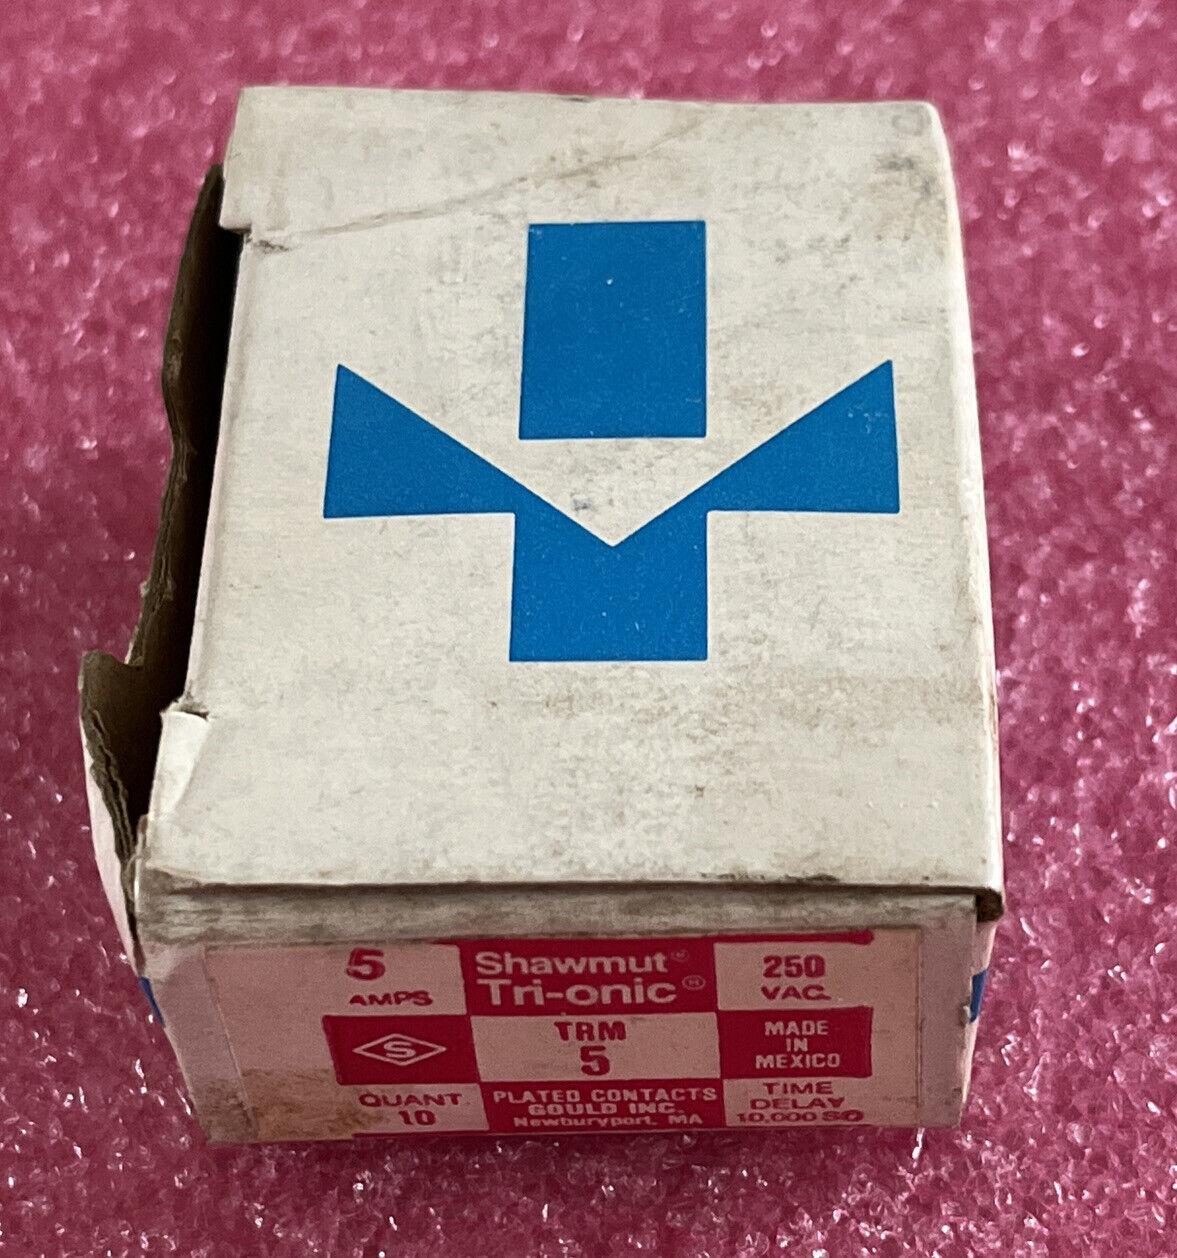 5
AMPS
Shawmut®
Tri-onic®
250
VAC.
S
TRM
5
MADE
IN
MEXICO
QUANT.
10
PLATED CONTACTS
GOULD INC.
Newburyport, MA
TIME
DELAY
10,000